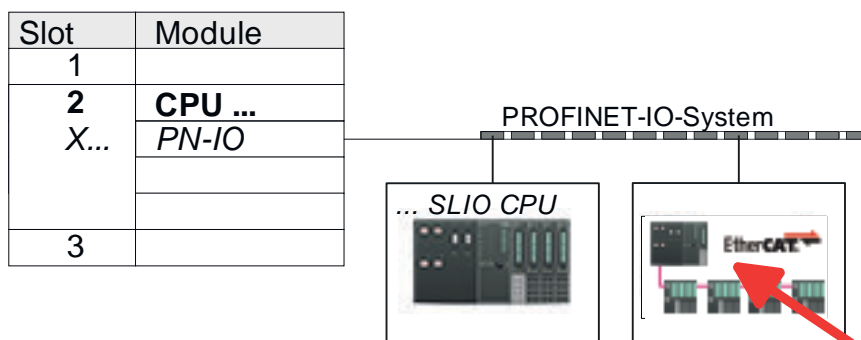 Slot Module
1
2 CPU ...
X... PN-IO
3
PROFINET-IO-System
... SLIO CPU
EtherCAT